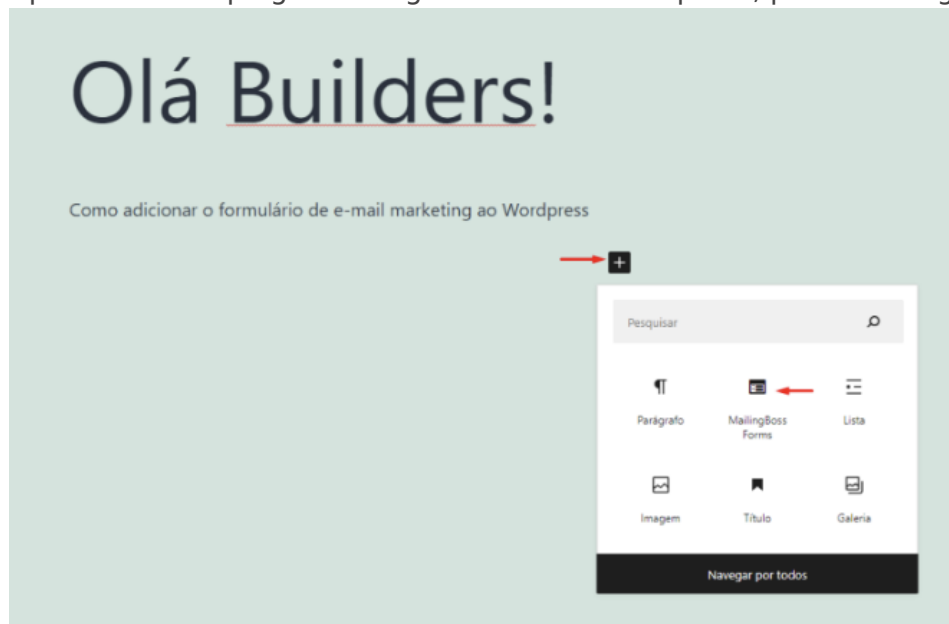 Olá Builders!
Como adicionar o formulário de e-mail marketing ao Wordpress
Pesquisar
Parágrafo
MailingBoss
Forms
Lista
Imagem
Título
Galeria
Navegar por todos